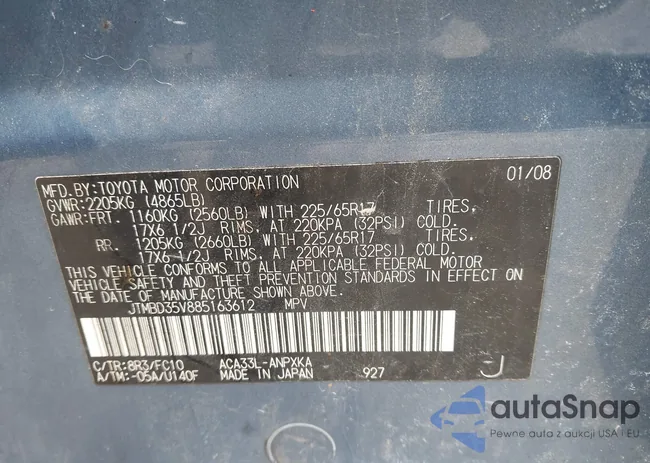 MFD.BY:TOYOTA MOTOR CORPORATION 01/08
GVWR:2205KG (4865LB)
GAWR:FRT. 1160KG (2560LB) WITH 225/65R17 TIRES,
17X6 1/2J RIMS, AT 220KPA (32PSI) COLD,
RR. 1205KG (2660LB) WITH 225/65R17 TIRES,
17X6 1/2J RIMS, AT 220KPA (32PSI) COLD.
THIS VEHICLE CONFORMS TO ALL APPLICABLE FEDERAL MOTOR
VEHICLE SAFETY AND THEFT PREVENTION STANDARDS IN EFFECT ON
THE DATE OF MANUFACTURE SHOWN ABOVE.
JTMBD35V885163612 MPV
C/TR:8R3/FC10 ACA33L-ANPXKA
A/TM:-05A/U140F MADE IN JAPAN 927 J
autoSnap
Pewne auta z aukcji USA i EU